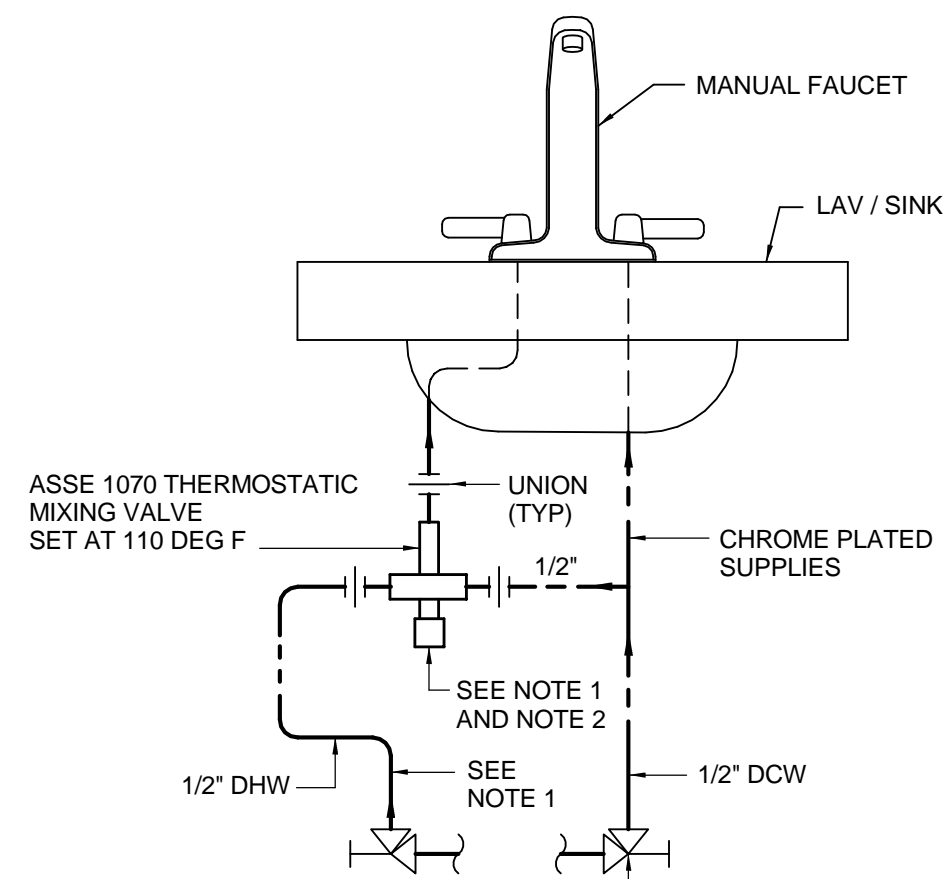 MANUAL FAUCET
LAV / SINK
ASSE 1070 THERMOSTATIC
MIXING VALVE
SET AT 110 DEG F
UNION
(TYP)
1/2"
CHROME PLATED
SUPPLIES
SEE NOTE 1
AND NOTE 2
1/2" DHW
SEE
NOTE 1
1/2" DCW